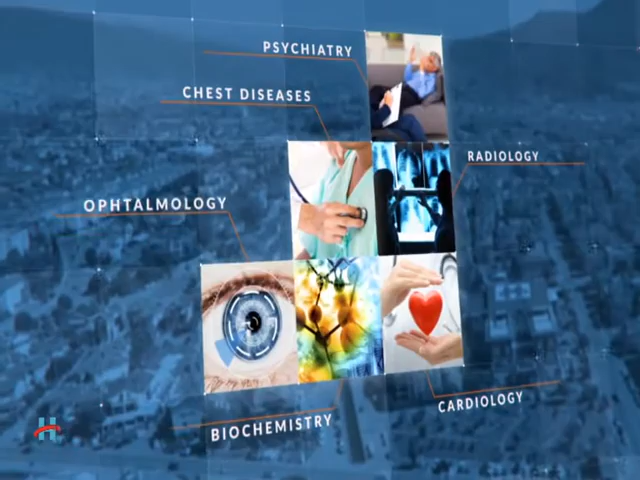 PSYCHIATRY
CHEST DISEASES
RADIOLOGY
OPHTALMOLOGY
CARDIOLOGY
BIOCHEMISTRY
H